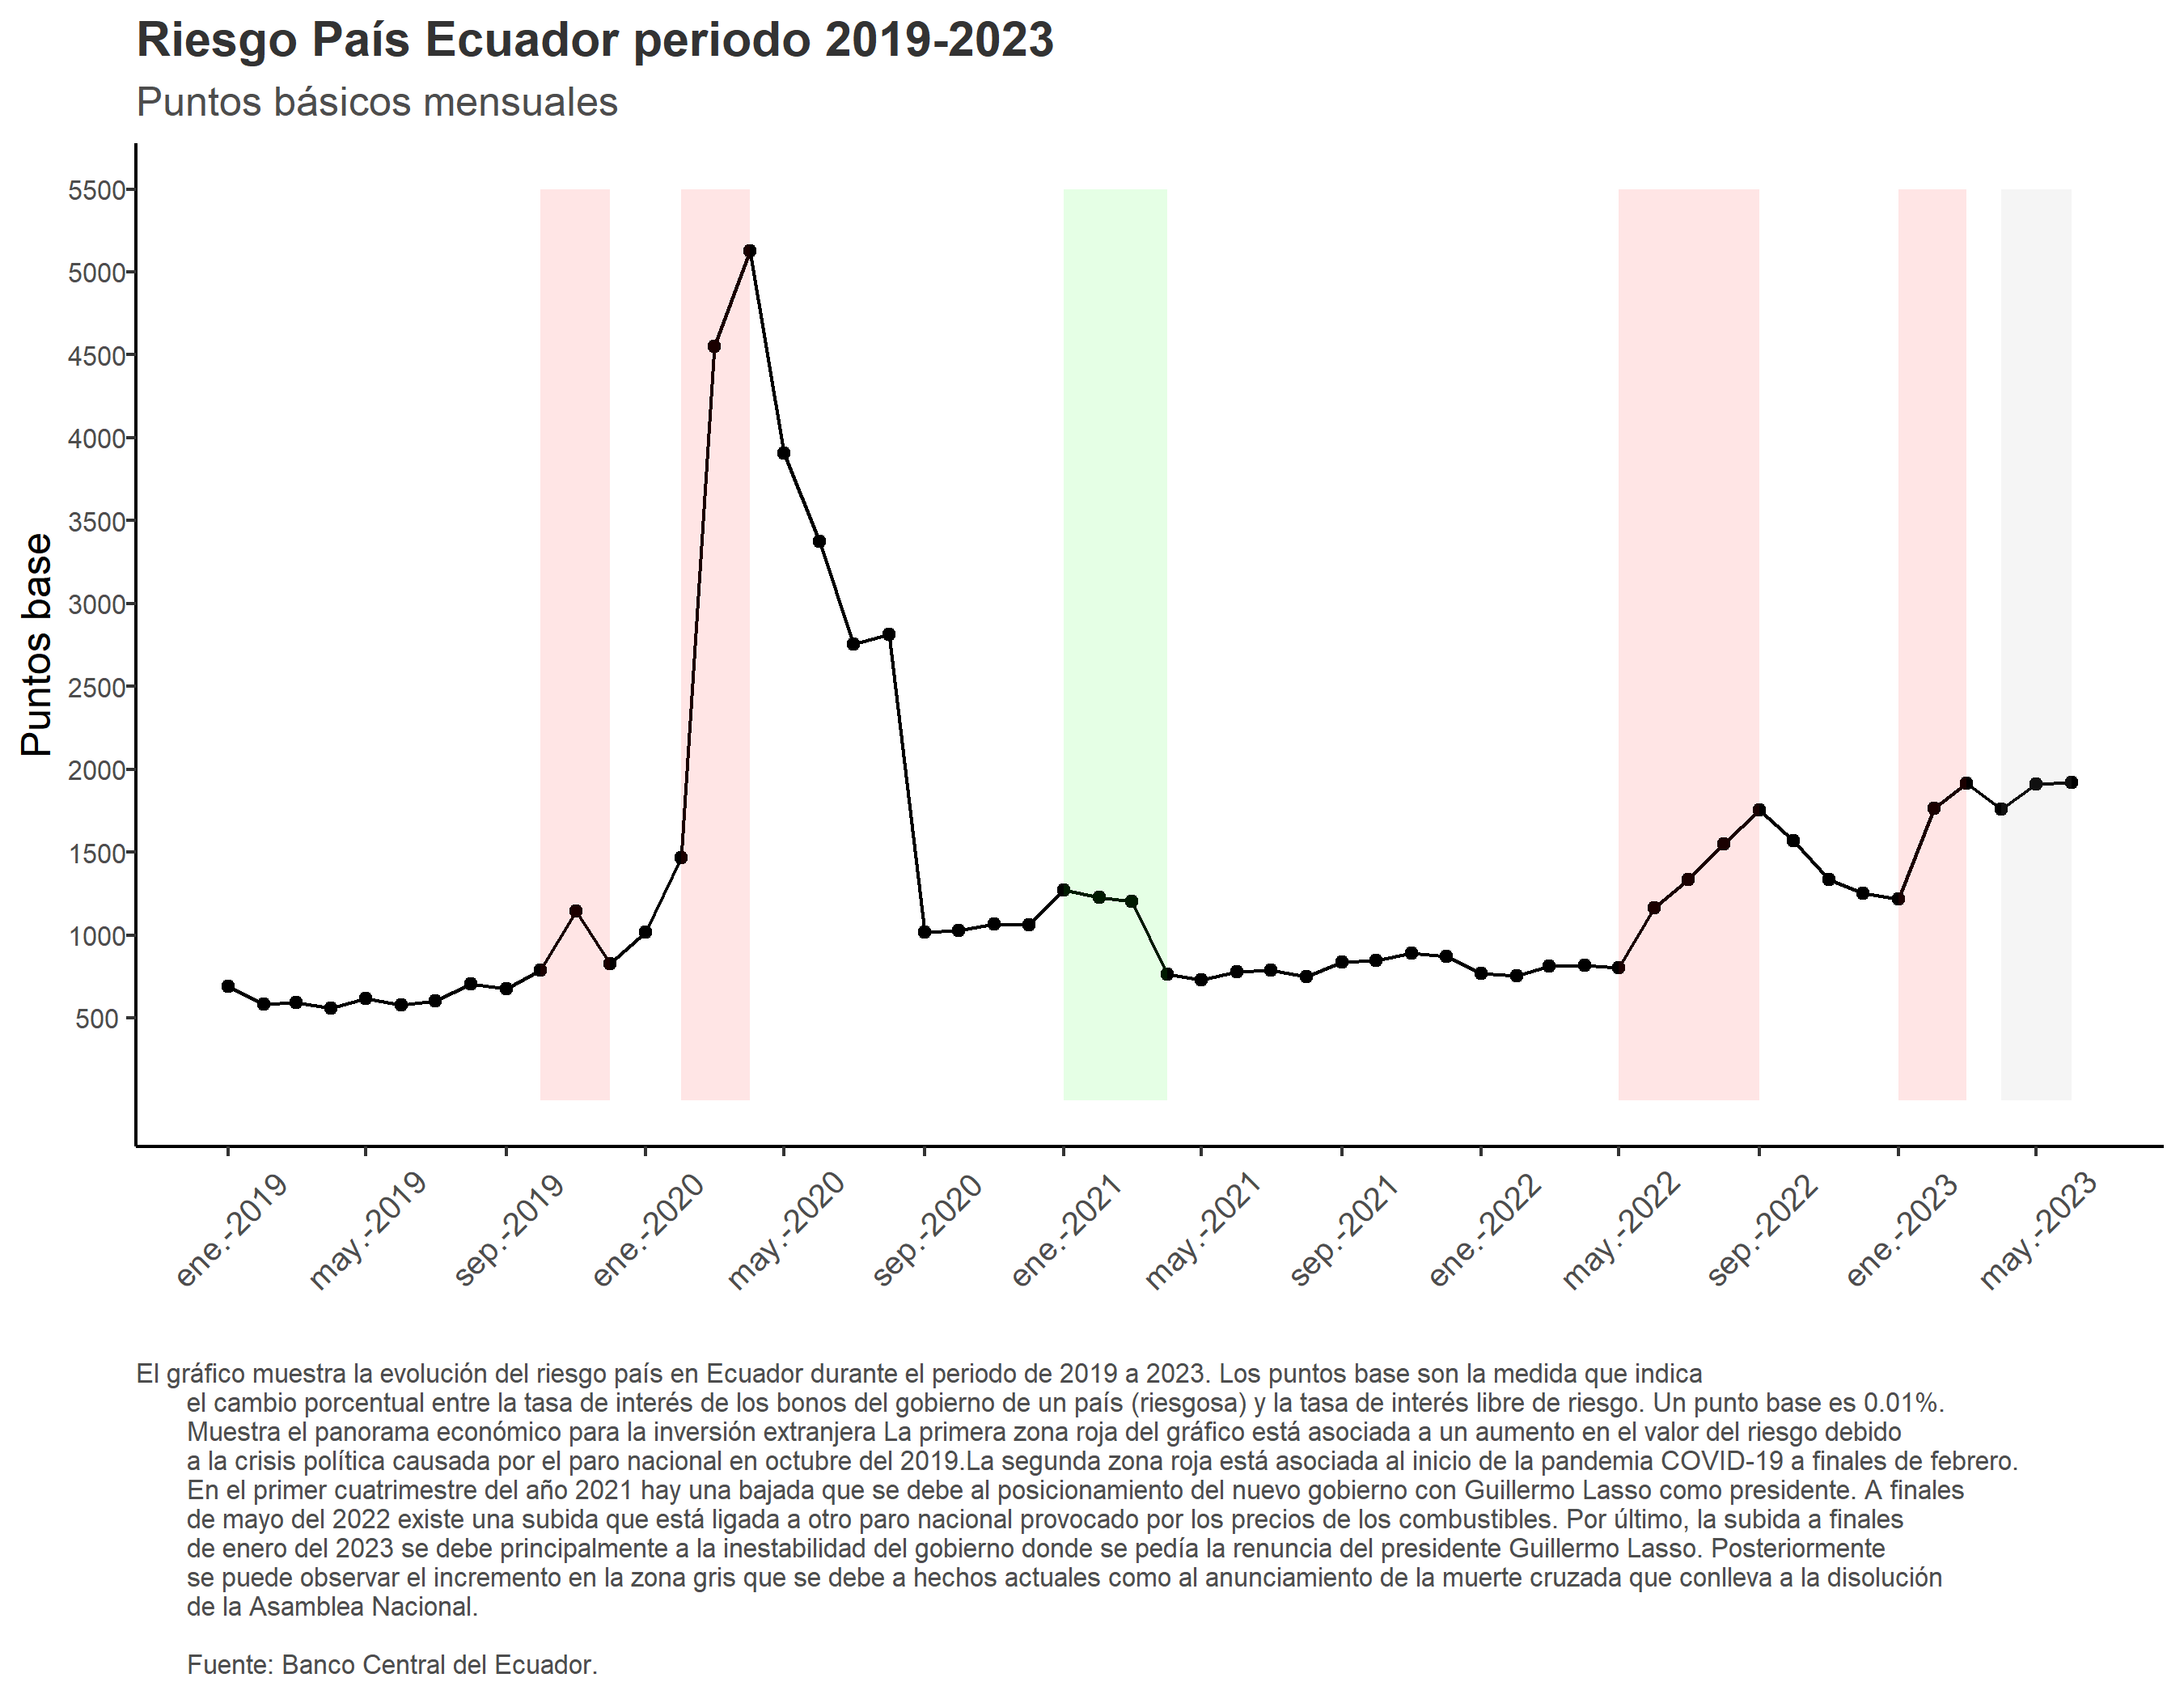 Riesgo País Ecuador periodo 2019-2023
Puntos básicos mensuales
Puntos base
5500
5000
4500
4000
3500
3000
2500
2000
1500
1000
500
ene.-2019
may.-2019
sep.-2019
ene.-2020
may.-2020
sep.-2020
ene.-2021
may.-2021
sep.-2021
ene.-2022
may.-2022
sep.-2022
ene.-2023
may.-2023
El gráfico muestra la evolución del riesgo país en Ecuador durante el periodo de 2019 a 2023. Los puntos base son la medida que indica
el cambio porcentual entre la tasa de interés de los bonos del gobierno de un país (riesgosa) y la tasa de interés libre de riesgo. Un punto base es 0.01%.
Muestra el panorama económico para la inversión extranjera La primera zona roja del gráfico está asociada a un aumento en el valor del riesgo debido
a la crisis política causada por el paro nacional en octubre del 2019.La segunda zona roja está asociada al inicio de la pandemia COVID-19 a finales de febrero.
En el primer cuatrimestre del año 2021 hay una bajada que se debe al posicionamiento del nuevo gobierno con Guillermo Lasso como presidente. A finales
de mayo del 2022 existe una subida que está ligada a otro paro nacional provocado por los precios de los combustibles. Por último, la subida a finales
de enero del 2023 se debe principalmente a la inestabilidad del gobierno donde se pedía la renuncia del presidente Guillermo Lasso. Posteriormente
se puede observar el incremento en la zona gris que se debe a hechos actuales como al anunciamiento de la muerte cruzada que conlleva a la disolución
de la Asamblea Nacional.
Fuente: Banco Central del Ecuador.